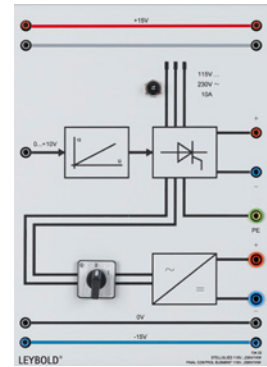 +15V
115V ...
230V ~
10A
0...+10V
α
+
−
PE
+
−
0V
-15V
LEYBOLD®